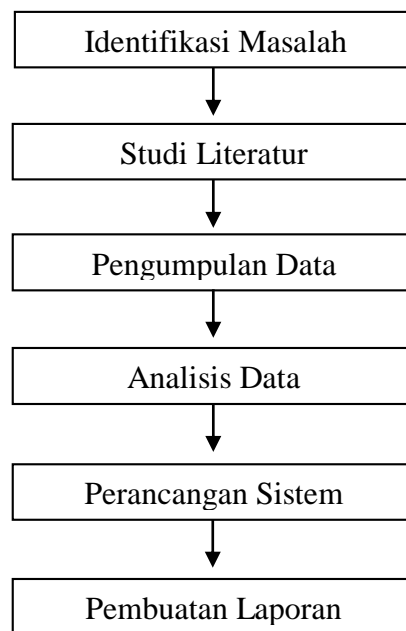 Identifikasi Masalah
Studi Literatur
Pengumpulan Data
Analisis Data
Perancangan Sistem
Pembuatan Laporan